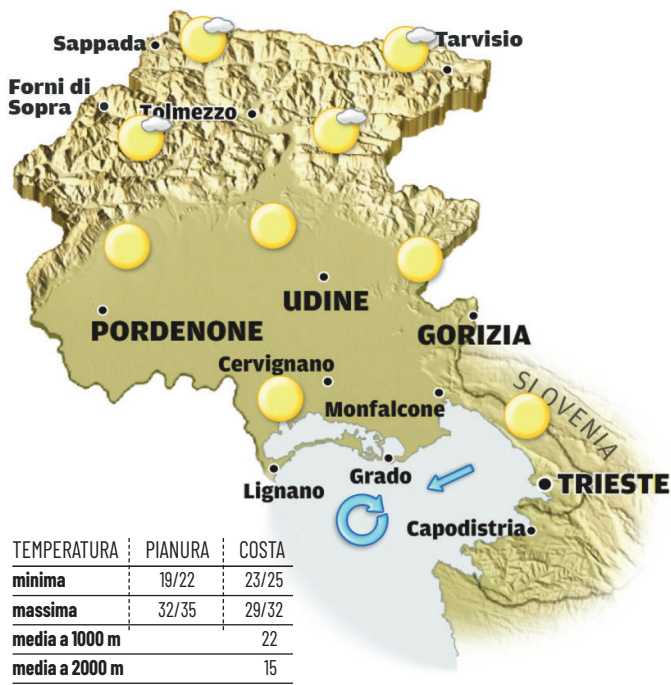 Sappada
Tarvisio
Forni di
Sopra
Tolmezzo
UDINE
PORDENONE
GORIZIA
Cervignano
SLOVENIA
Monfalcone
Grado
Lignano
TRIESTE
Capodistria
TEMPERATURA PIANURA COSTA
minima 19/22 23/25
massima 32/35 29/32
media a 1000 m 22
media a 2000 m 15